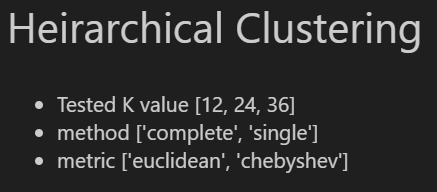 Heirarchical Clustering
• Tested K value [12, 24, 36]
• method ['complete', 'single']
• metric ['euclidean', 'chebyshev']